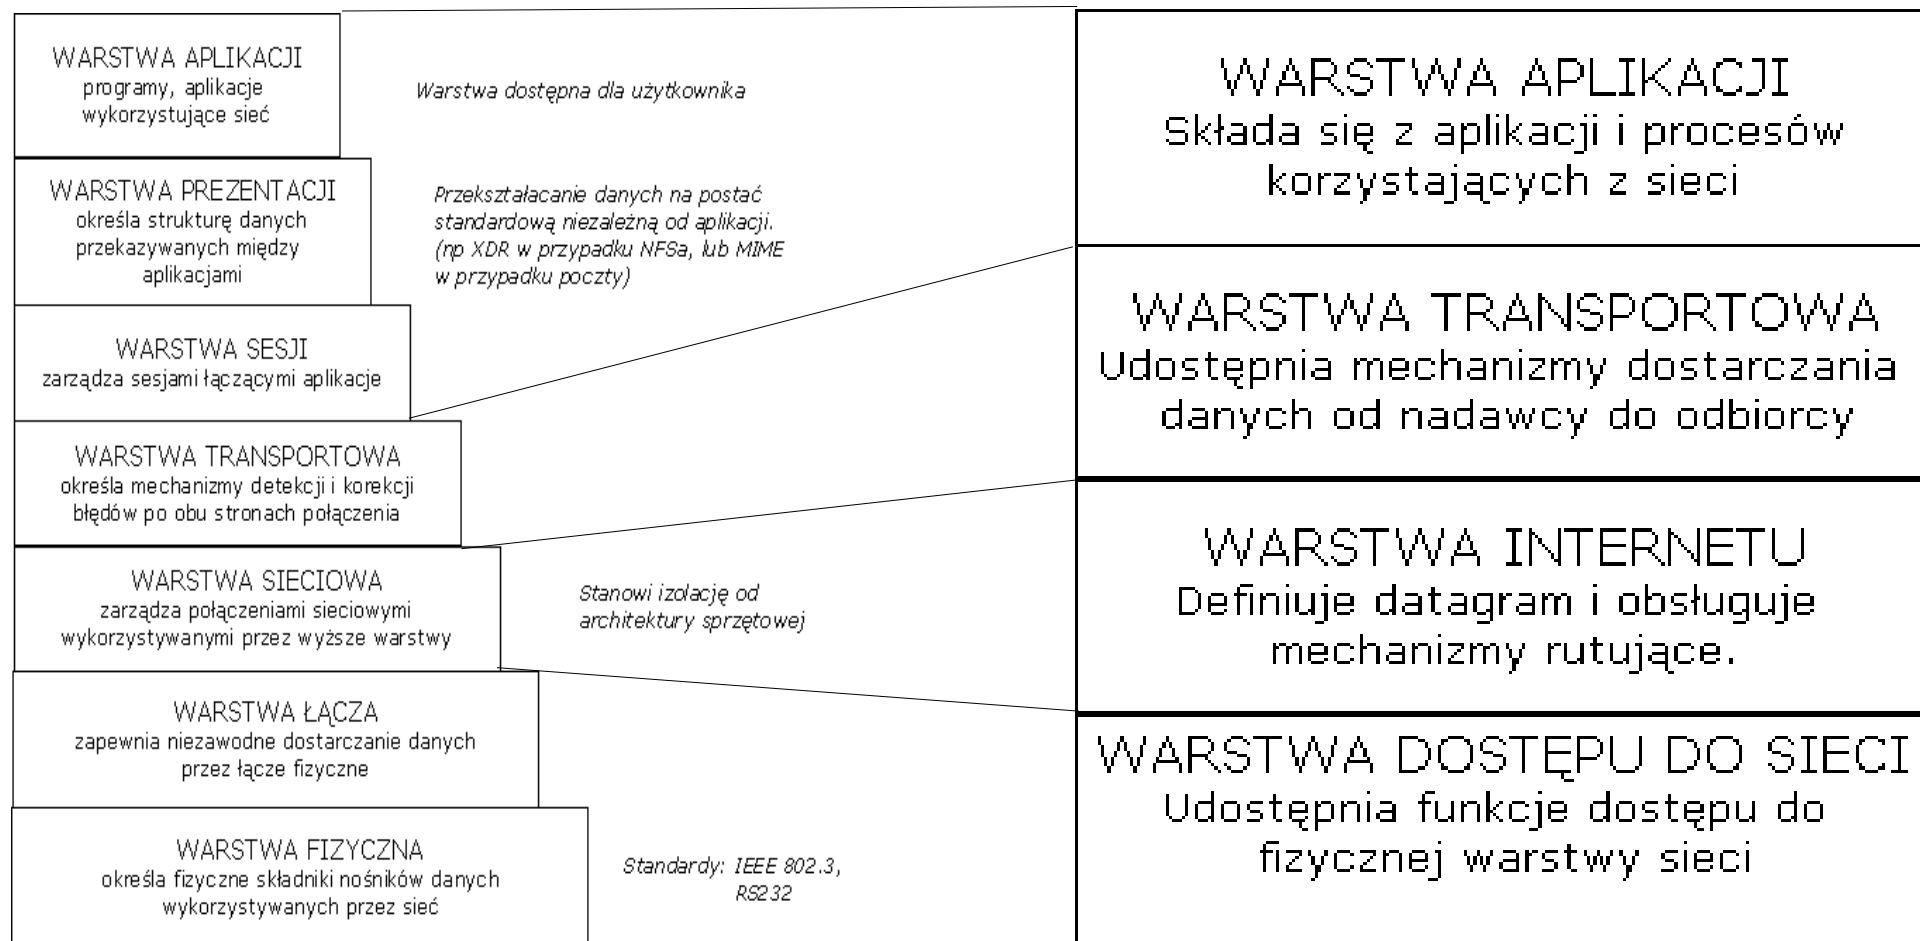 WARSTWA APLIKACJI
programy, aplikacje
wykorzystujące sieć
Warstwa dostępna dla użytkownika
WARSTWA PREZENTACJI
określa strukturę danych
przekazywanych między
aplikacjami
Przekształacanie danych na postać
standardową niezależną od aplikacji.
(np XDR w przypadku NFSa, lub MIME
w przypadku poczty)
WARSTWA SESJI
zarządza sesjami łączącymi aplikacje
WARSTWA TRANSPORTOWA
określa mechanizmy detekcji i korekcji
błędów po obu stronach połączenia
WARSTWA SIECIOWA
zarządza połączeniami sieciowymi
wykorzystywanymi przez wyższe warstwy
Stanowi izolację od
architektury sprzętowej
WARSTWA ŁĄCZA
zapewnia niezawodne dostarczanie danych
przez łącze fizyczne
WARSTWA FIZYCZNA
określa fizyczne składniki nośników danych
wykorzystywanych przez sieć
Standardy: IEEE 802.3,
RS232
WARSTWA APLIKACJI
Składa się z aplikacji i procesów
korzystających z sieci
WARSTWA TRANSPORTOWA
Udostępnia mechanizmy dostarczania
danych od nadawcy do odbiorcy
WARSTWA INTERNETU
Definiuje datagram i obsługuje
mechanizmy rutujące.
WARSTWA DOSTĘPU DO SIECI
Udostępnia funkcje dostępu do
fizycznej warstwy sieci